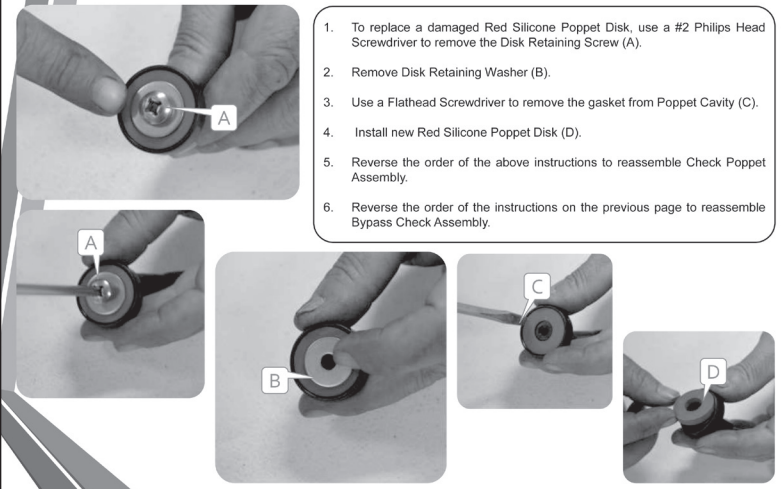 1. To replace a damaged Red Silicone Poppet Disk, use a #2 Philips Head
Screwdriver to remove the Disk Retaining Screw (A).
2. Remove Disk Retaining Washer (B).
3. Use a Flathead Screwdriver to remove the gasket from Poppet Cavity (C).
4. Install new Red Silicone Poppet Disk (D).
5. Reverse the order of the above instructions to reassemble Check Poppet
Assembly.
6. Reverse the order of the instructions on the previous page to reassemble
Bypass Check Assembly.
A
A
B
C
D